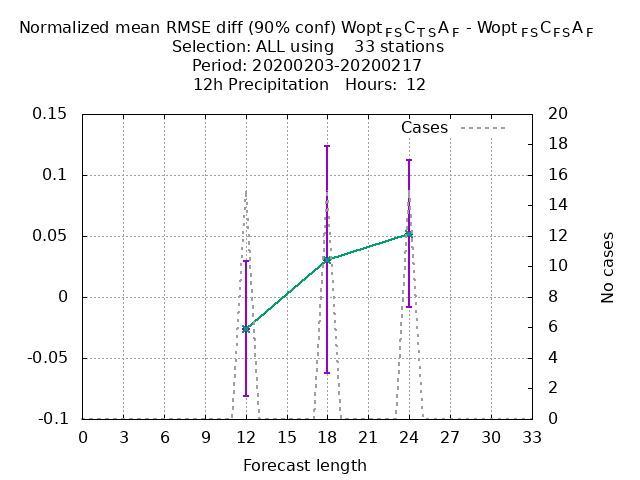 Normalized mean RMSE diff (90% conf) Wopt FS C TS A F - Wopt FS C FS A F
Selection: ALL using 33 stations
Period: 20200203-20200217
12h Precipitation Hours: 12
Cases
0.15
0.1
0.05
0
-0.05
-0.1
20
18
16
14
12
10
8
6
4
2
0
No cases
0 3 6 9 12 15 18 21 24 27 30 33
Forecast length